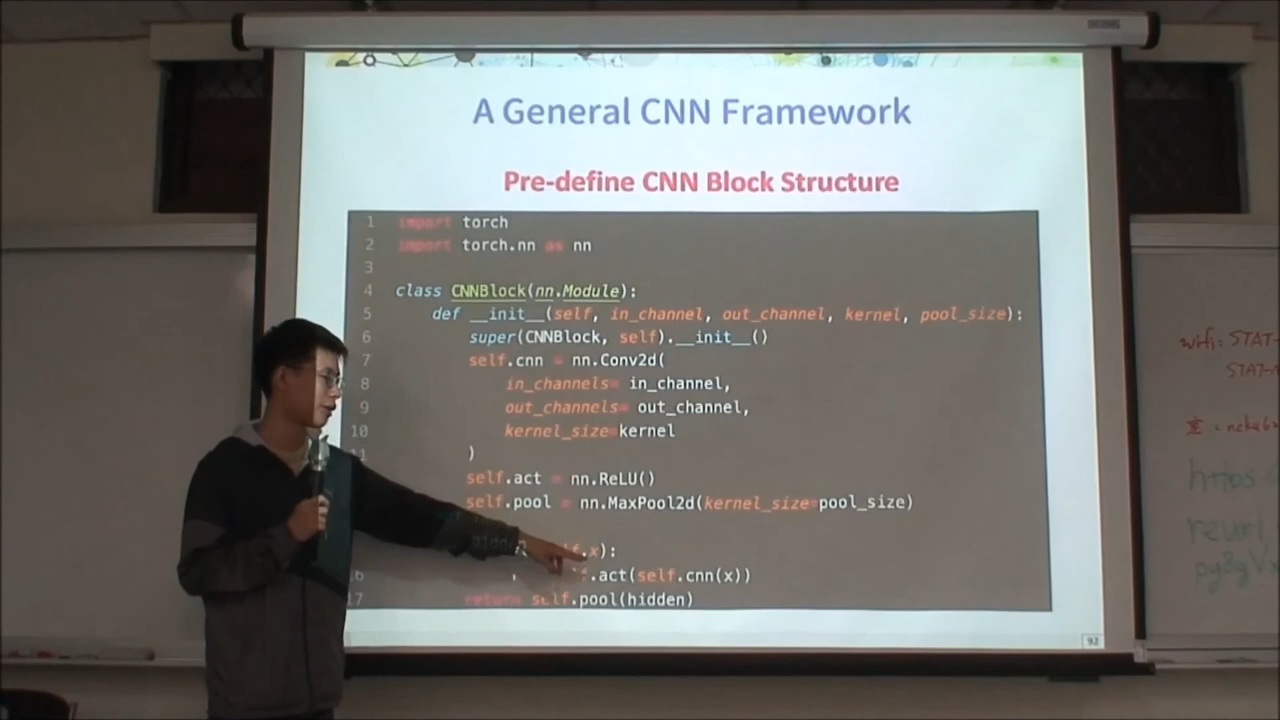 A General CNN Framework
Pre-define CNN Block Structure
1 import torch
2 import torch.nn as nn
3
4 class CNNBlock(nn.Module):
5 def __init__(self, in_channel, out_channel, kernel, pool_size):
6 super(CNNBlock, self).__init__()
7 self.cnn = nn.Conv2d(
8 in_channels= in_channel,
9 out_channels= out_channel,
10 kernel_size=kernel
11 )
self.act = nn.ReLU()
self.pool = nn.MaxPool2d(kernel_size=pool_size)
x):
.act(self.cnn(x))
17 return self.pool(hidden)
92
wifi: STAT-
STAT-
https:
reurl